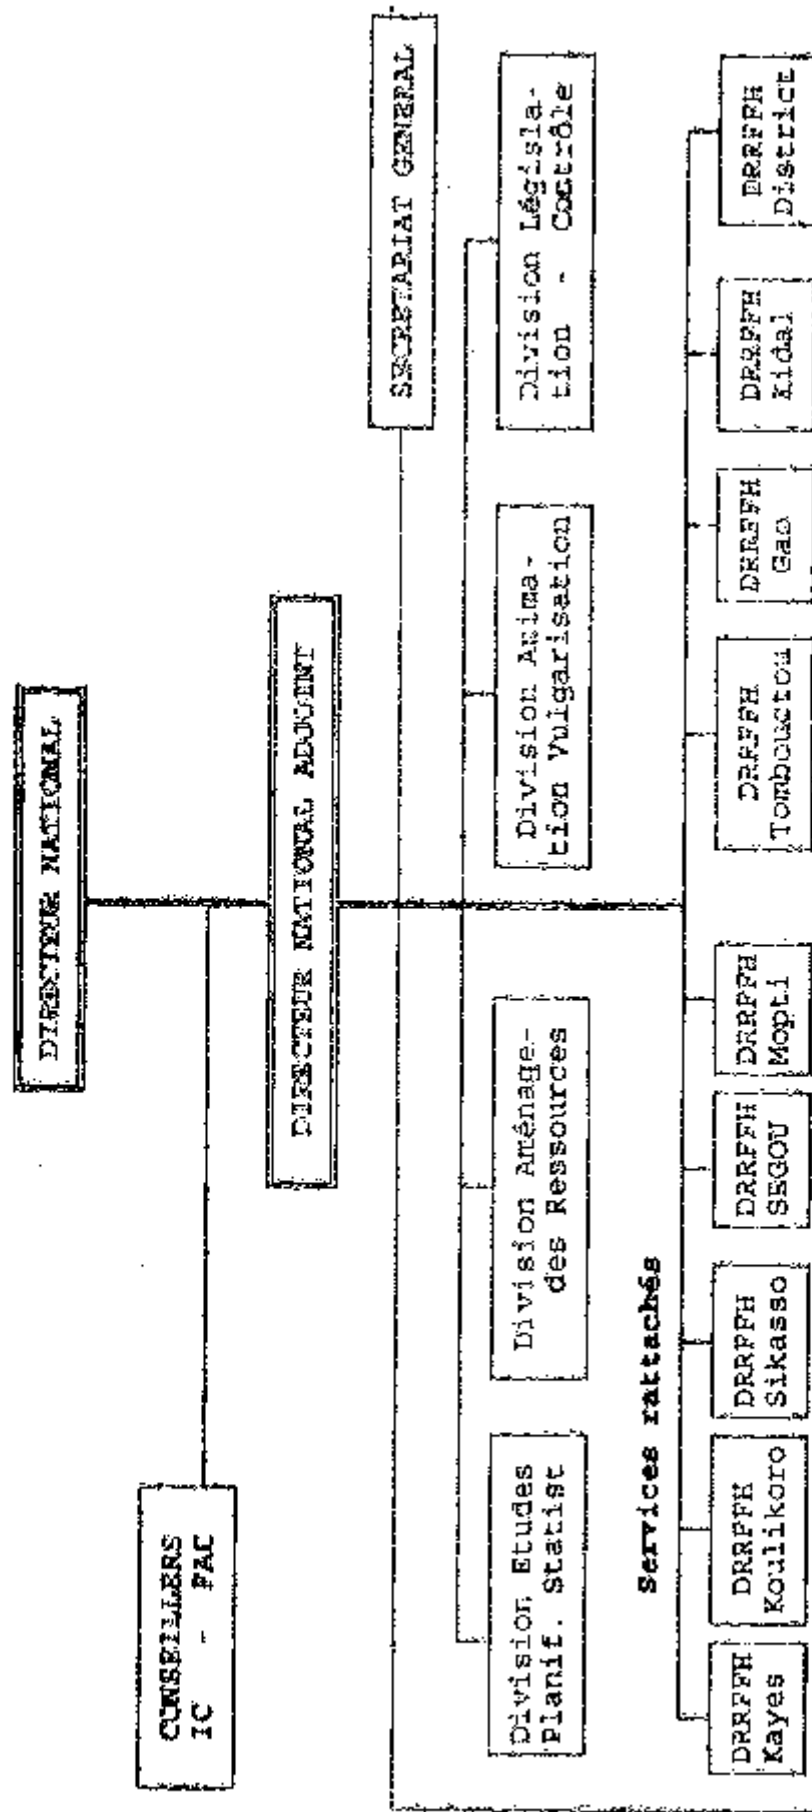 DIRECTEUR NATIONAL
CONSEILLERS
IC - FAC
DIRECTEUR NATIONAL ADJOINT
SECRETARIAT GENERAL
Division Etudes
Planif. Statist
Division Aménage-
des Ressources
Division Anima-
tion Vulgarisation
Division Législa-
tion - Contrôle
Services rattachés
DRRFFH
Kayes
DRRFFH
Koulikoro
DRRFFH
Sikasso
DRRFFH
SEGOU
DRRFFH
Mopti
DRRFFH
Tombouctou
DRRFFH
Gao
DRRFFH
Kidal
DRRFFH
District